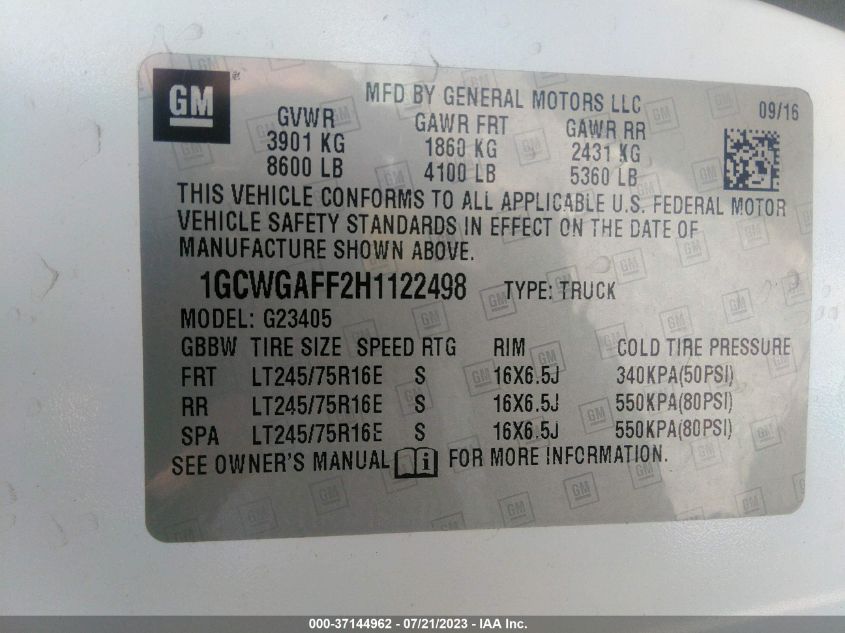 GM
MFD BY GENERAL MOTORS LLC
09/16
GVWR GAWR FRT GAWR RR
3901 KG 1860 KG 2431 KG
8600 LB 4100 LB 5360 LB
THIS VEHICLE CONFORMS TO ALL APPLICABLE U.S. FEDERAL MOTOR
VEHICLE SAFETY STANDARDS IN EFFECT ON THE DATE OF
MANUFACTURE SHOWN ABOVE.
1GCWGAFF2H1122498 TYPE: TRUCK
MODEL: G23405
GBBW TIRE SIZE SPEED RTG RIM COLD TIRE PRESSURE
FRT LT245/75R16E S 16X6.5J 340KPA(50PSI)
RR LT245/75R16E S 16X6.5J 550KPA(80PSI)
SPA LT245/75R16E S 16X6.5J 550KPA(80PSI)
SEE OWNER'S MANUAL i FOR MORE INFORMATION.
000-37144962 - 07/21/2023 - IAA Inc.